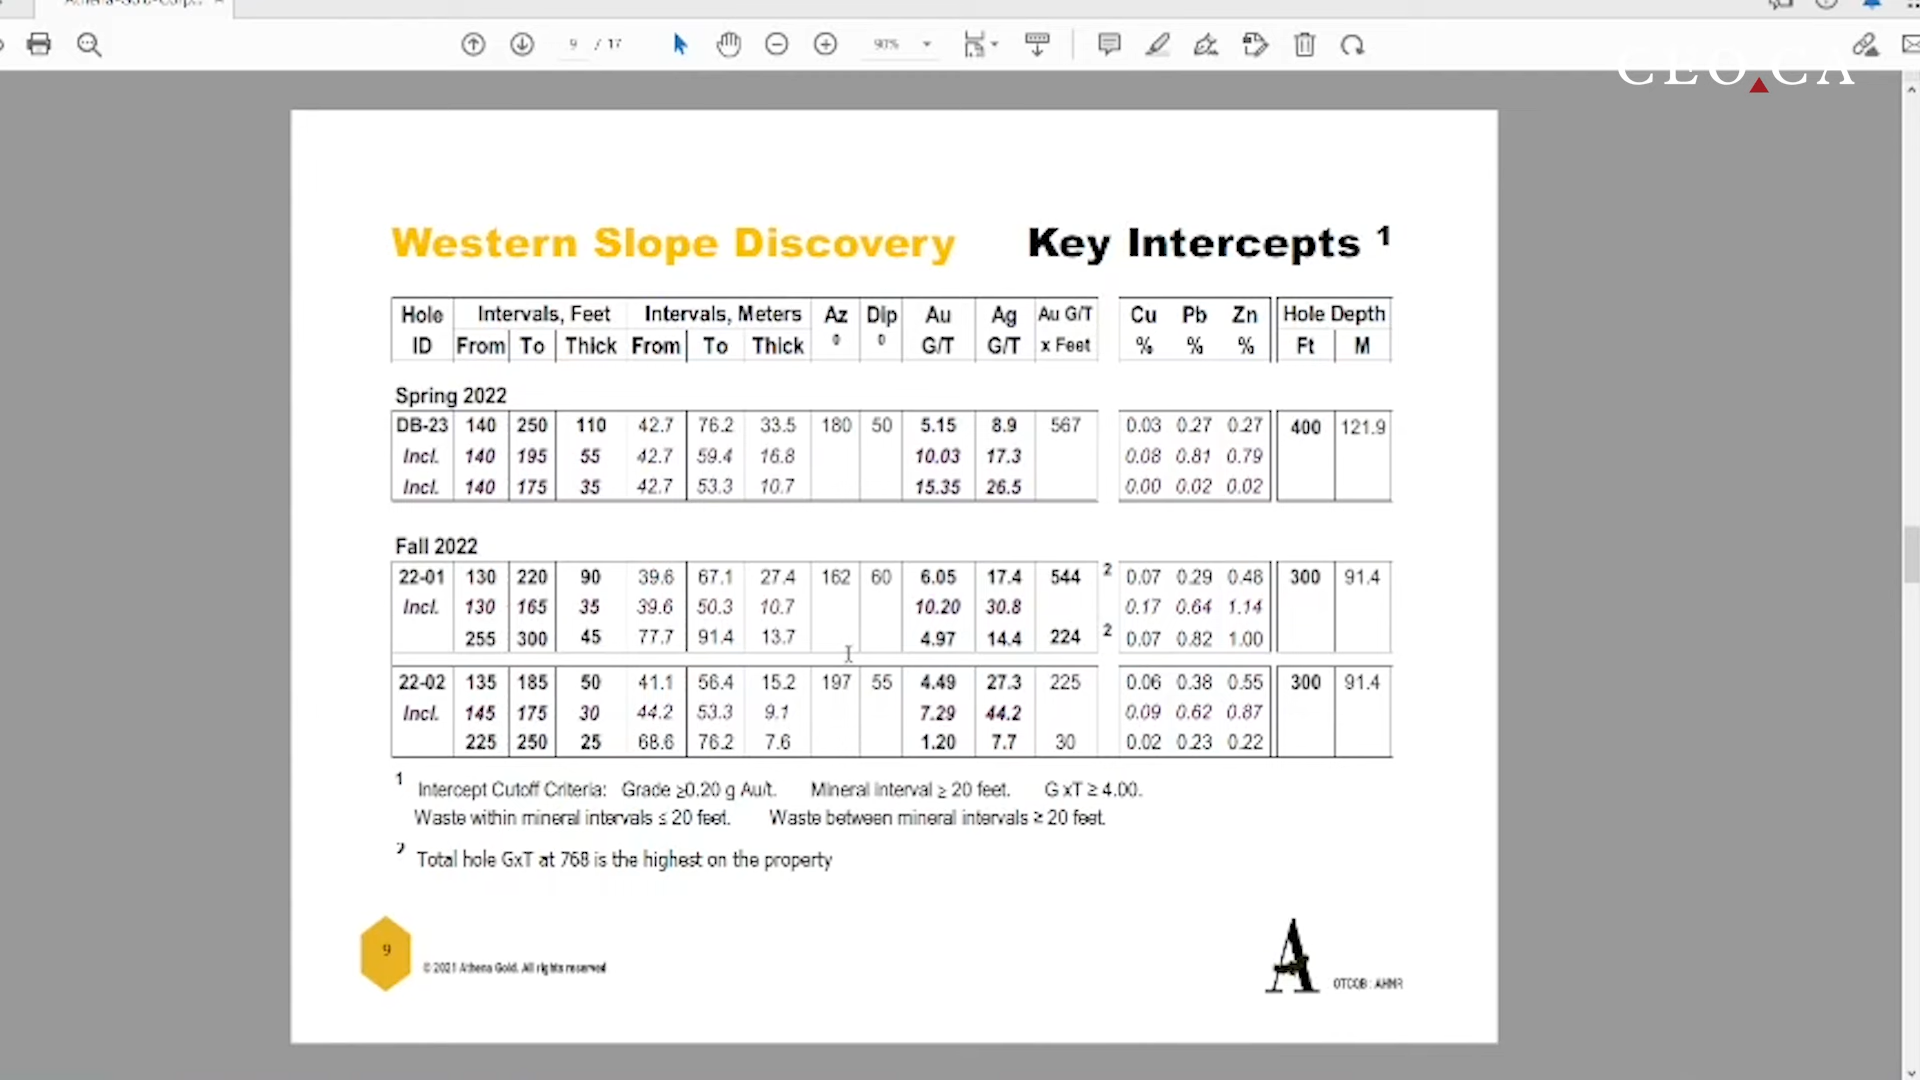 9 / 17
90%
CEO.CA
Western Slope Discovery Key Intercepts 1
Hole Intervals, Feet Intervals, Meters Az Dip Au Ag Au G/T Cu Pb Zn Hole Depth
ID From To Thick From To Thick 0 0 G/T G/T x Feet % % % Ft M
Spring 2022
DB-23 140 250 110 42.7 76.2 33.5 180 50 5.15 8.9 567 0.03 0.27 0.27 400 121.9
Incl. 140 195 55 42.7 59.4 16.8 10.03 17.3 0.08 0.81 0.79
Incl. 140 175 35 42.7 53.3 10.7 15.35 26.5 0.00 0.02 0.02
Fall 2022
22-01 130 220 90 39.6 67.1 27.4 162 60 6.05 17.4 544 2 0.07 0.29 0.48 300 91.4
Incl. 130 165 35 39.6 50.3 10.7 10.20 30.8 0.17 0.64 1.14
255 300 45 77.7 91.4 13.7 4.97 14.4 224 2 0.07 0.82 1.00
22-02 135 185 50 41.1 56.4 15.2 197 55 4.49 27.3 225 0.06 0.38 0.55 300 91.4
Incl. 145 175 30 44.2 53.3 9.1 7.29 44.2 0.09 0.62 0.87
225 250 25 68.6 76.2 7.6 1.20 7.7 30 0.02 0.23 0.22
1 Intercept Cutoff Criteria: Grade ≥0.20 g Au/t. Mineral interval ≥ 20 feet. G xT ≥ 4.00.
Waste within mineral intervals ≤ 20 feet. Waste between mineral intervals ≥ 20 feet.
2 Total hole GxT at 768 is the highest on the property
9
© 2021 Athena Gold. All rights reserved
A
OTCQB : AHNR